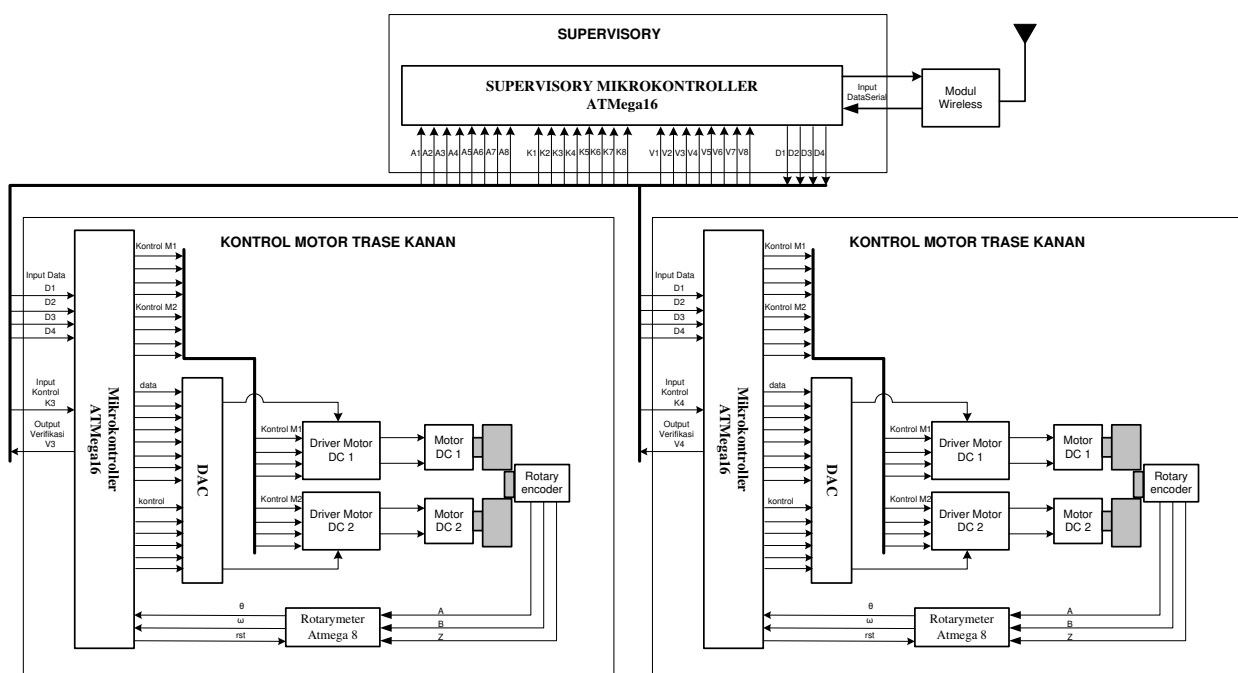 SUPERVISORY
SUPERVISORY MIKROKONTROLLER
ATMega16
Input
DataSerial
Modul
Wireless
A1
A2
A3
A4
A5
A6
A7
A8
K1
K2
K3
K4
K5
K6
K7
K8
V1
V2
V3
V4
V5
V6
V7
V8
D1
D2
D3
D4
KONTROL MOTOR TRASE KANAN
Kontrol M1
Input Data
D1
D2
D3
D4
Kontrol M2
Input
Kontrol
K3
Output
Verifikasi
V3
Mikrokontroller
ATMega16
data
kontrol
DAC
Kontrol M1
Driver Motor
DC 1
Motor
DC 1
Kontrol M2
Driver Motor
DC 2
Motor
DC 2
Rotary
encoder
θ
ω
rst
Rotarymeter
Atmega 8
A
B
Z
KONTROL MOTOR TRASE KANAN
Kontrol M1
Input Data
D1
D2
D3
D4
Kontrol M2
Input
Kontrol
K4
Output
Verifikasi
V4
Mikrokontroller
ATMega16
data
kontrol
DAC
Kontrol M1
Driver Motor
DC 1
Motor
DC 1
Kontrol M2
Driver Motor
DC 2
Motor
DC 2
Rotary
encoder
θ
ω
rst
Rotarymeter
Atmega 8
A
B
Z